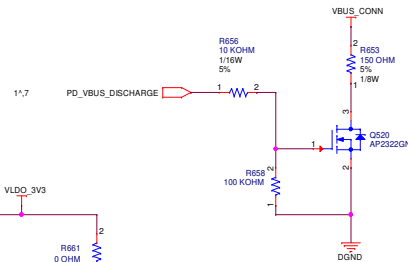 VBUS_CONN
R656
10 KOHM
1/16W
5%
2
R653
150 OHM
5%
1/8W
1
1^,7
PD_VBUS_DISCHARGE
1
2
3
Q520
AP2322GN
1
2
2
R658
100 KOHM
1
VLDO_3V3
2
R661
0 OHM
DGND